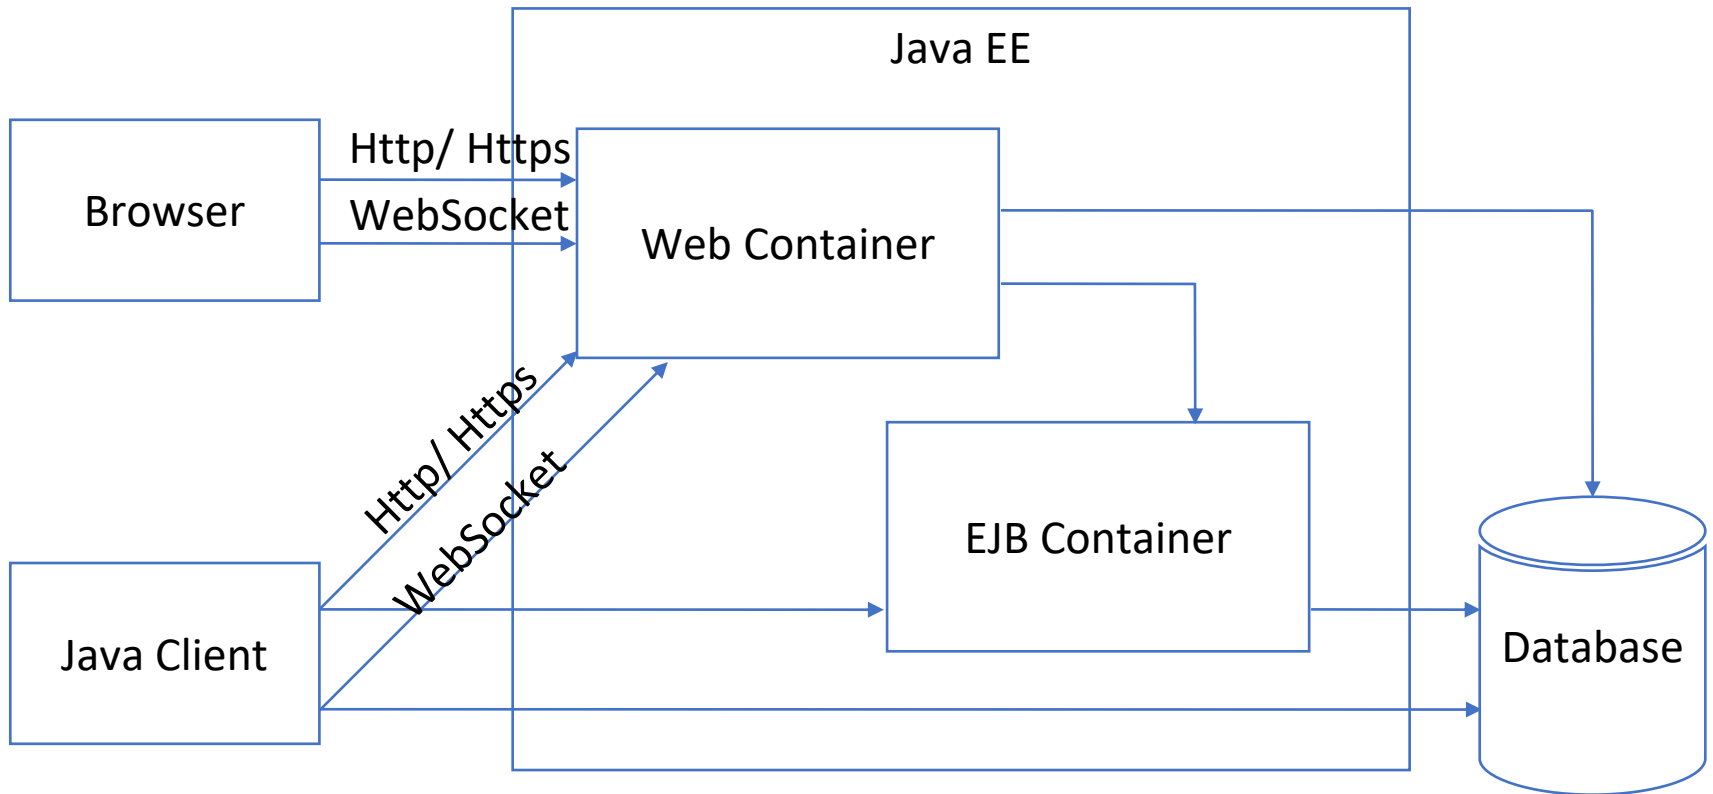 Java EE
Http/ Https
Browser
WebSocket
Web Container
Http/ Https
WebSocket
EJB Container
Java Client
Database